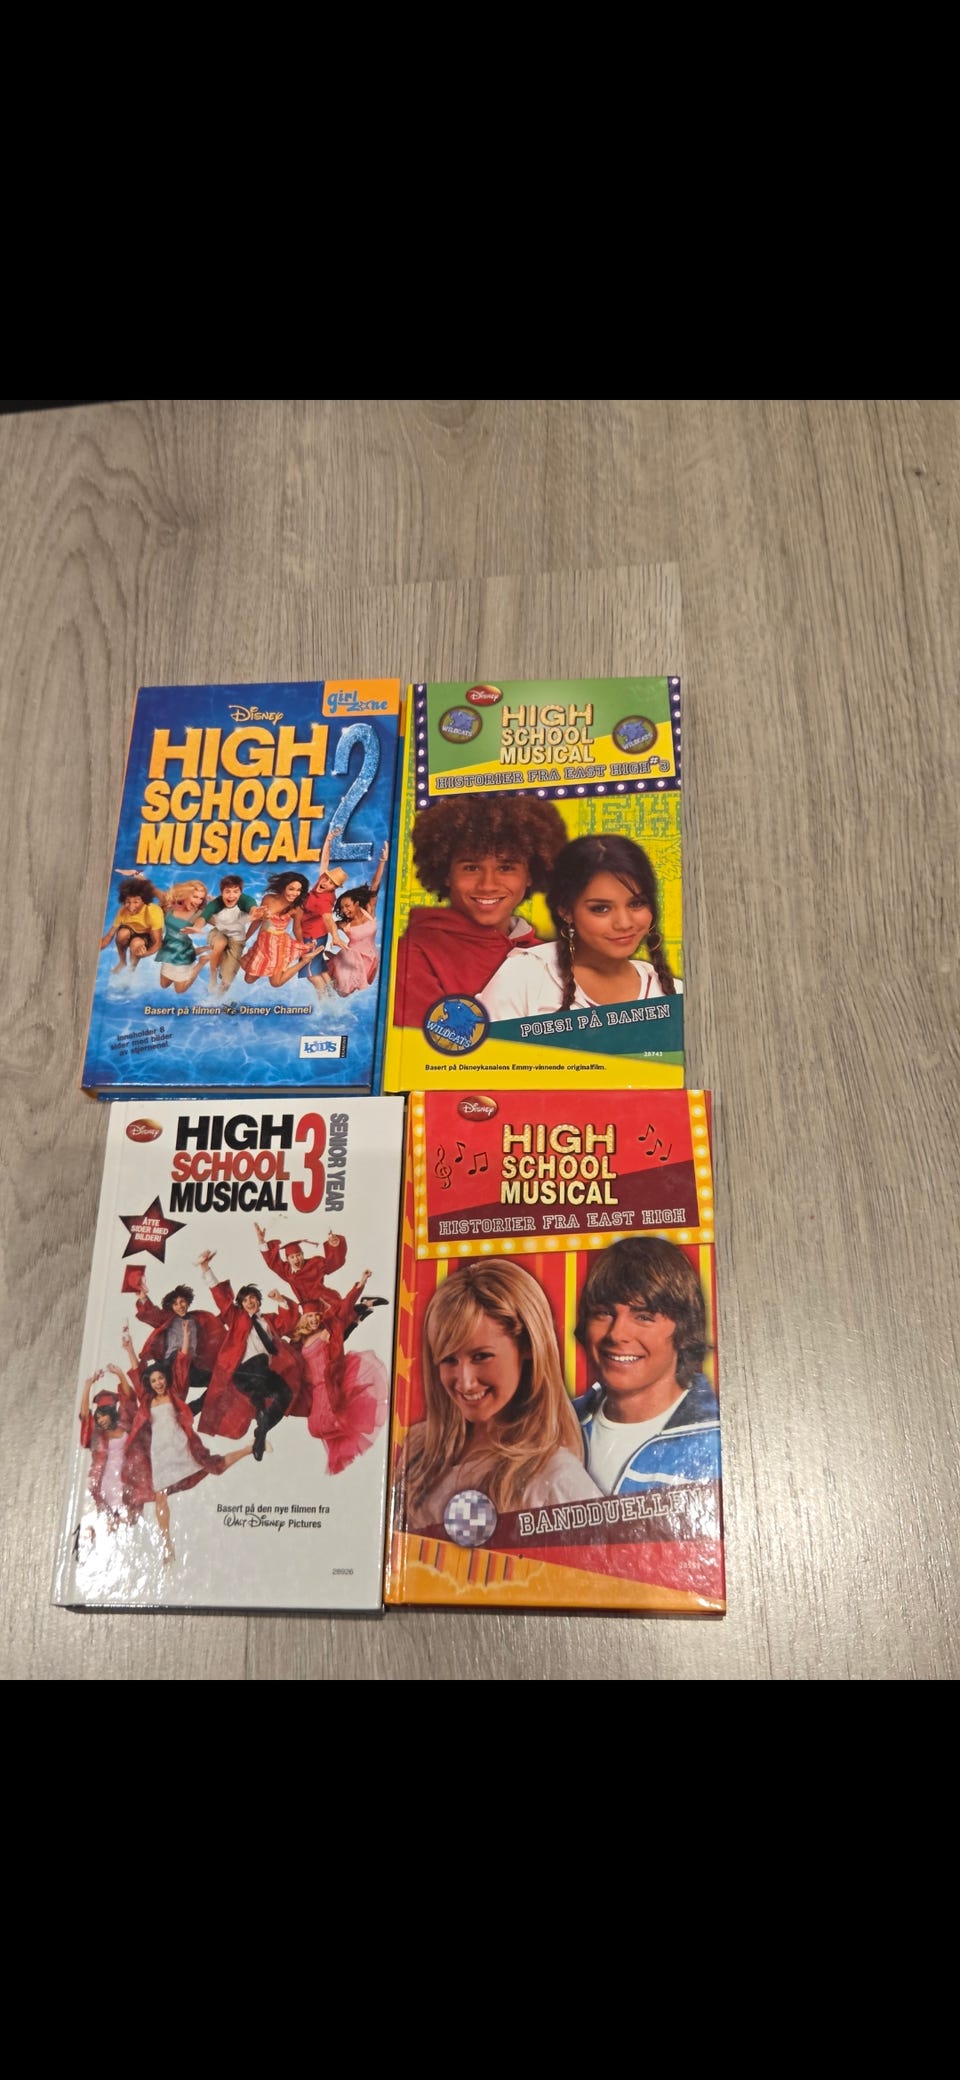 girl zone
Disney
HIGH
SCHOOL
MUSICAL 2
Basert på filmen fra Disney Channel
Inneholder 8
sider med bilder
av stjernene!
KIDS
Disney
WILDCATS
HIGH
SCHOOL
MUSICAL
WILDCATS
HISTORIER FRA EAST HIGH #3
EH
WILDCATS
POESI PÅ BANEN
28743
Basert på Disneykanalens Emmy-vinnende originalfilm.
Disney
HIGH
SCHOOL
MUSICAL 3
SENIOR YEAR
ÅTTE
SIDER MED
BILDER!
Basert på den nye filmen fra
WALT DISNEY Pictures
28926
Disney
HIGH
SCHOOL
MUSICAL
HISTORIER FRA EAST HIGH
BANDDUELLEN